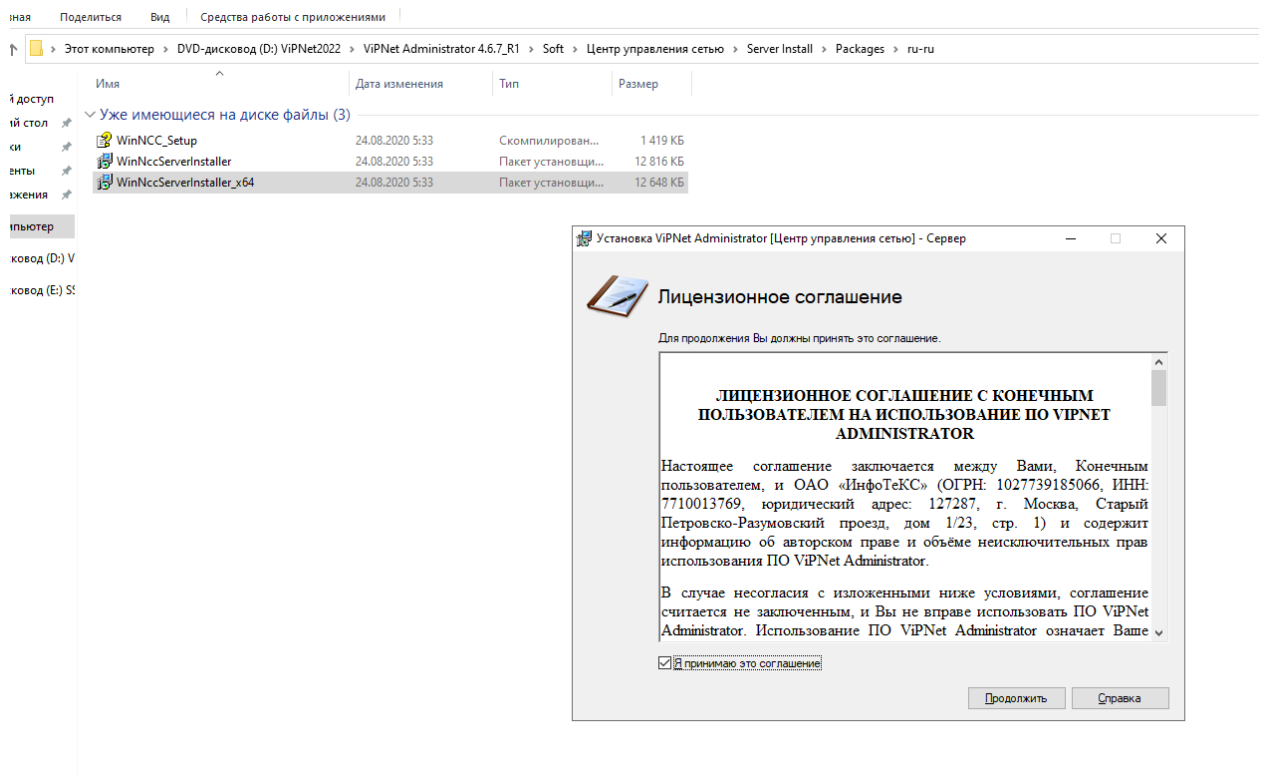 Поделиться Вид Средства работы с приложениями
Этот компьютер › DVD-дисковод (D:) ViPNet2022 › ViPNet Administrator 4.6.7_R1 › Soft › Центр управления сетью › Server Install › Packages › ru-ru
Имя Дата изменения Тип Размер
Уже имеющиеся на диске файлы (3)
WinNCC_Setup 24.08.2020 5:33 Скомпилирован... 1 419 КБ
WinNccServerInstaller 24.08.2020 5:33 Пакет установщи... 12 816 КБ
WinNccServerInstaller_x64 24.08.2020 5:33 Пакет установщи... 12 648 КБ
Установка ViPNet Administrator [Центр управления сетью] - Сервер
Лицензионное соглашение
Для продолжения Вы должны принять это соглашение.
ЛИЦЕНЗИОННОЕ СОГЛАШЕНИЕ С КОНЕЧНЫМ
ПОЛЬЗОВАТЕЛЕМ НА ИСПОЛЬЗОВАНИЕ ПО VIPNET
ADMINISTRATOR
Настоящее соглашение заключается между Вами, Конечным
пользователем, и ОАО «ИнфоТеКС» (ОГРН: 1027739185066, ИНН:
7710013769, юридический адрес: 127287, г. Москва, Старый
Петровско-Разумовский проезд, дом 1/23, стр. 1) и содержит
информацию об авторском праве и объёме неисключительных прав
использования ПО ViPNet Administrator.
В случае несогласия с изложенными ниже условиями, соглашение
считается не заключенным, и Вы не вправе использовать ПО ViPNet
Administrator. Использование ПО ViPNet Administrator означает Ваше
Я принимаю это соглашение
Продолжить Справка